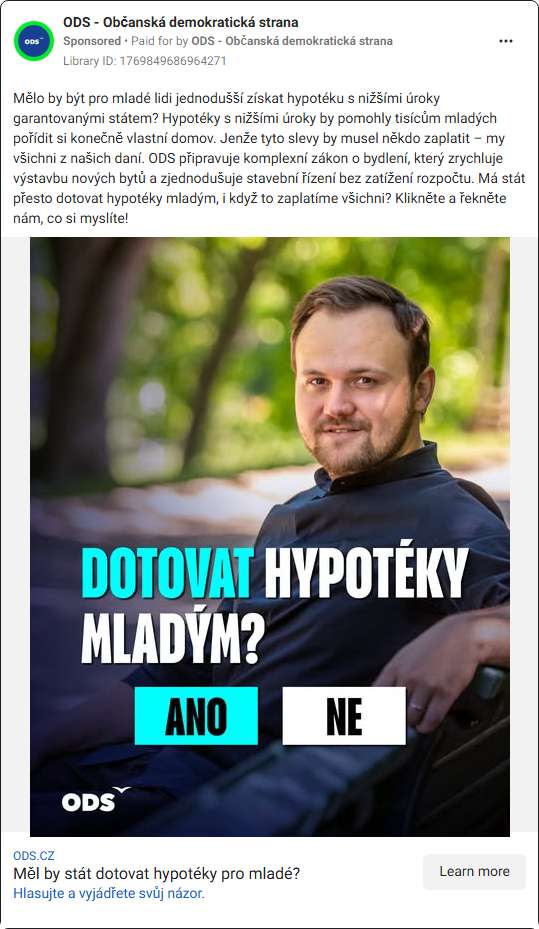 ODS - Občanská demokratická strana
Sponsored • Paid for by ODS - Občanská demokratická strana
Library ID: 1769849686964271
Mělo by být pro mladé lidi jednodušší získat hypotéku s nižšími úroky
garantovanými státem? Hypotéky s nižšími úroky by pomohly tisícům mladých
pořídit si konečně vlastní domov. Jenže tyto slevy by musel někdo zaplatit – my
všichni z našich daní. ODS připravuje komplexní zákon o bydlení, který zrychluje
výstavbu nových bytů a zjednodušuje stavební řízení bez zatížení rozpočtu. Má stát
přesto dotovat hypotéky mladým, i když to zaplatíme všichni? Klikněte a řekněte
nám, co si myslíte!
DOTOVAT HYPOTÉKY
MLADÝM?
ANO NE
ODS
ODS.CZ
Měl by stát dotovat hypotéky pro mladé?
Hlasujte a vyjádřete svůj názor.
Learn more